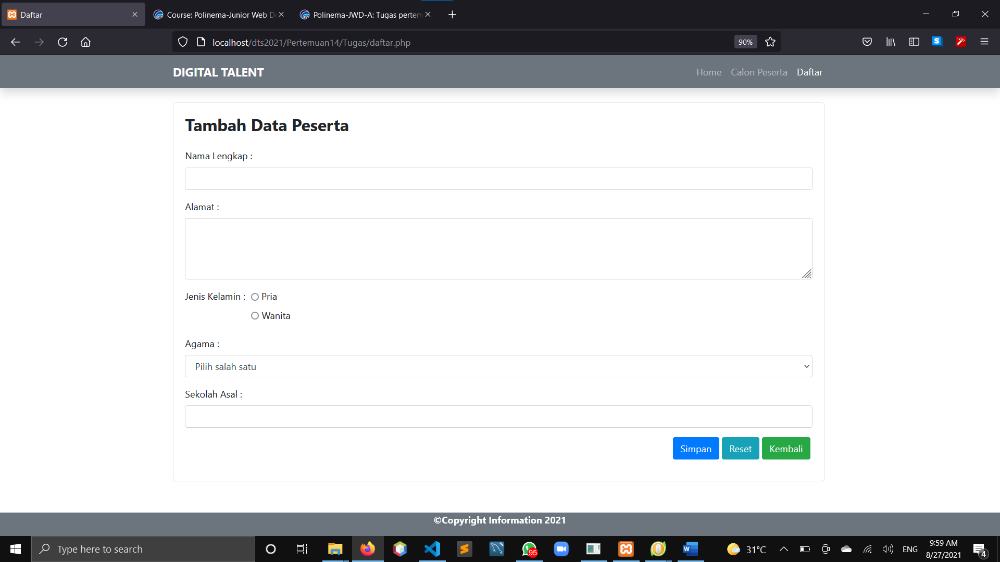 Daftar
Course: Polinema-Junior Web De
Polinema-JWD-A: Tugas pertem
localhost/dts2021/Pertemuan14/Tugas/daftar.php
90%
S
DIGITAL TALENT
Home
Calon Peserta
Daftar
Tambah Data Peserta
Nama Lengkap :
Alamat :
Jenis Kelamin :
Pria
Wanita
Agama :
Pilih salah satu
Sekolah Asal :
Simpan
Reset
Kembali
©Copyright Information 2021
Type here to search
95
W
31°C
ENG
9:59 AM
8/27/2021
4